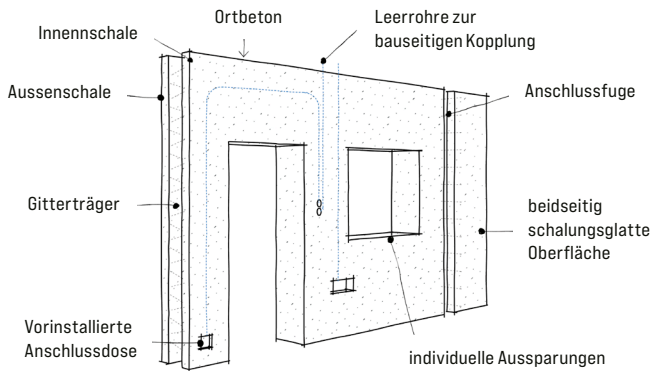 Ortbeton
Leerrohre zur
bauseitigen Kopplung
Innennschale
Aussenschale
Anschlussfuge
Gitterträger
beidseitig
schalungsglatte
Oberfläche
Vorinstallierte
Anschlussdose
individuelle Aussparungen